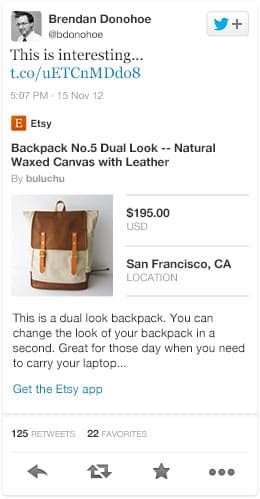 Brendan Donohoe
@bdonohoe
This is interesting...
t.co/uETCnMDdo8
5:07 PM · 15 Nov 12
E Etsy
Backpack No.5 Dual Look -- Natural
Waxed Canvas with Leather
By buluchu
$195.00
USD
San Francisco, CA
LOCATION
This is a dual look backpack. You can
change the look of your backpack in a
second. Great for those day when you need
to carry your laptop...
Get the Etsy app
125 RETWEETS 22 FAVORITES